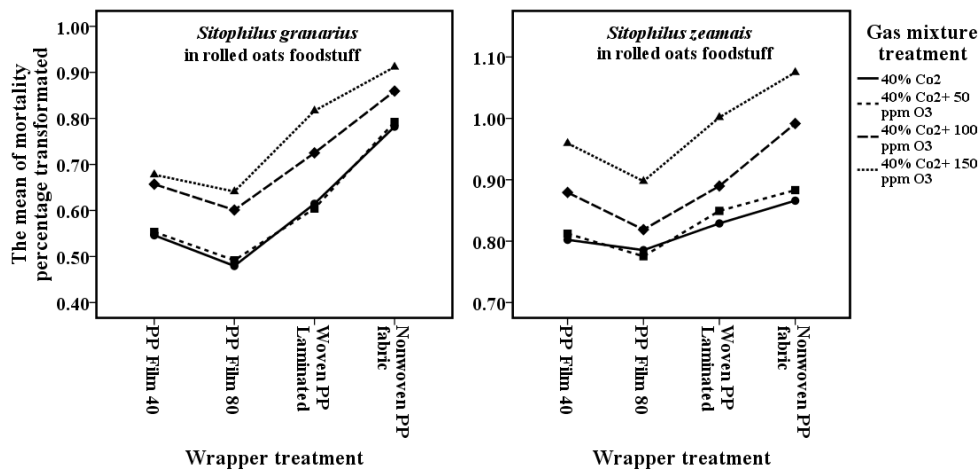 The mean of mortality
percentage transformated
1.00
0.90
0.80
0.70
0.60
0.50
0.40
Sitophilus granarius
in rolled oats foodstuff
PP Film 40
PP Film 80
Woven PP
Laminated
Nonwoven PP
fabric
Wrapper treatment
1.10
1.00
0.90
0.80
0.70
Sitophilus zeamais
in rolled oats foodstuff
PP Film 40
PP Film 80
Woven PP
Laminated
Nonwoven PP
fabric
Wrapper treatment
Gas mixture
treatment
40% Co2
40% Co2+ 50
ppm O3
40% Co2+ 100
ppm O3
40% Co2+ 150
ppm O3